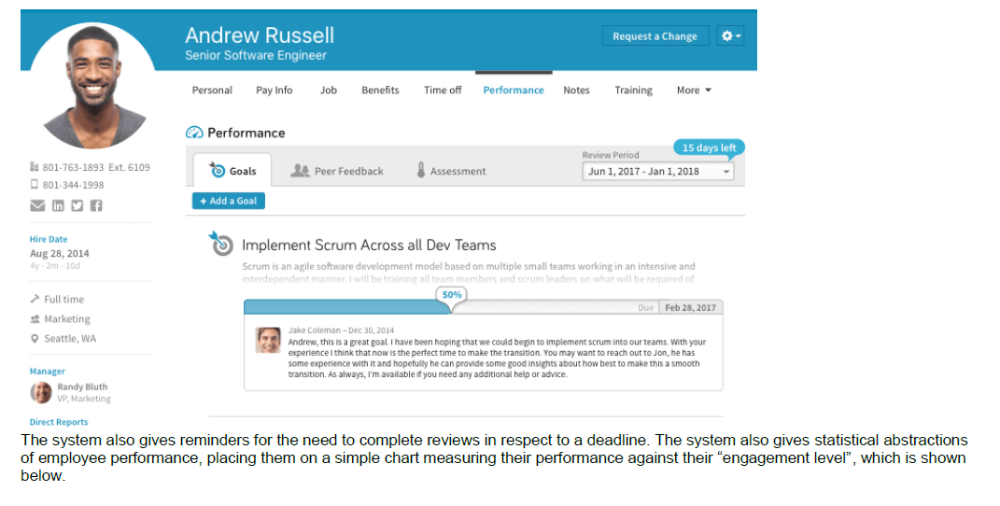 Andrew Russell
Senior Software Engineer
Request a Change
Personal Pay Info Job Benefits Time off Performance Notes Training More
Performance
15 days left
Review Period
Goals Peer Feedback Assessment Jun 1, 2017 - Jan 1, 2018
+ Add a Goal
801-763-1893 Ext. 6109
801-344-1998
Hire Date
Aug 28, 2014
4y - 2m - 10d
Full time
Marketing
Seattle, WA
Manager
Randy Bluth
VP, Marketing
Direct Reports
Implement Scrum Across all Dev Teams
Scrum is an agile software development model based on multiple small teams working in an intensive and
interdependent manner. I will be training all team members and scrum leaders on what will be required of
50%
Due Feb 28, 2017
Jake Coleman – Dec 30, 2014
Andrew, this is a great goal. I have been hoping that we could begin to implement scrum into our teams. With your
experience I think that now is the perfect time to make the transition. You may want to reach out to Jon, he has
some experience with it and hopefully he can provide some good insights about how best to make this a smooth
transition. As always, I'm available if you need any additional help or advice.
The system also gives reminders for the need to complete reviews in respect to a deadline. The system also gives statistical abstractions
of employee performance, placing them on a simple chart measuring their performance against their “engagement level”, which is shown
below.